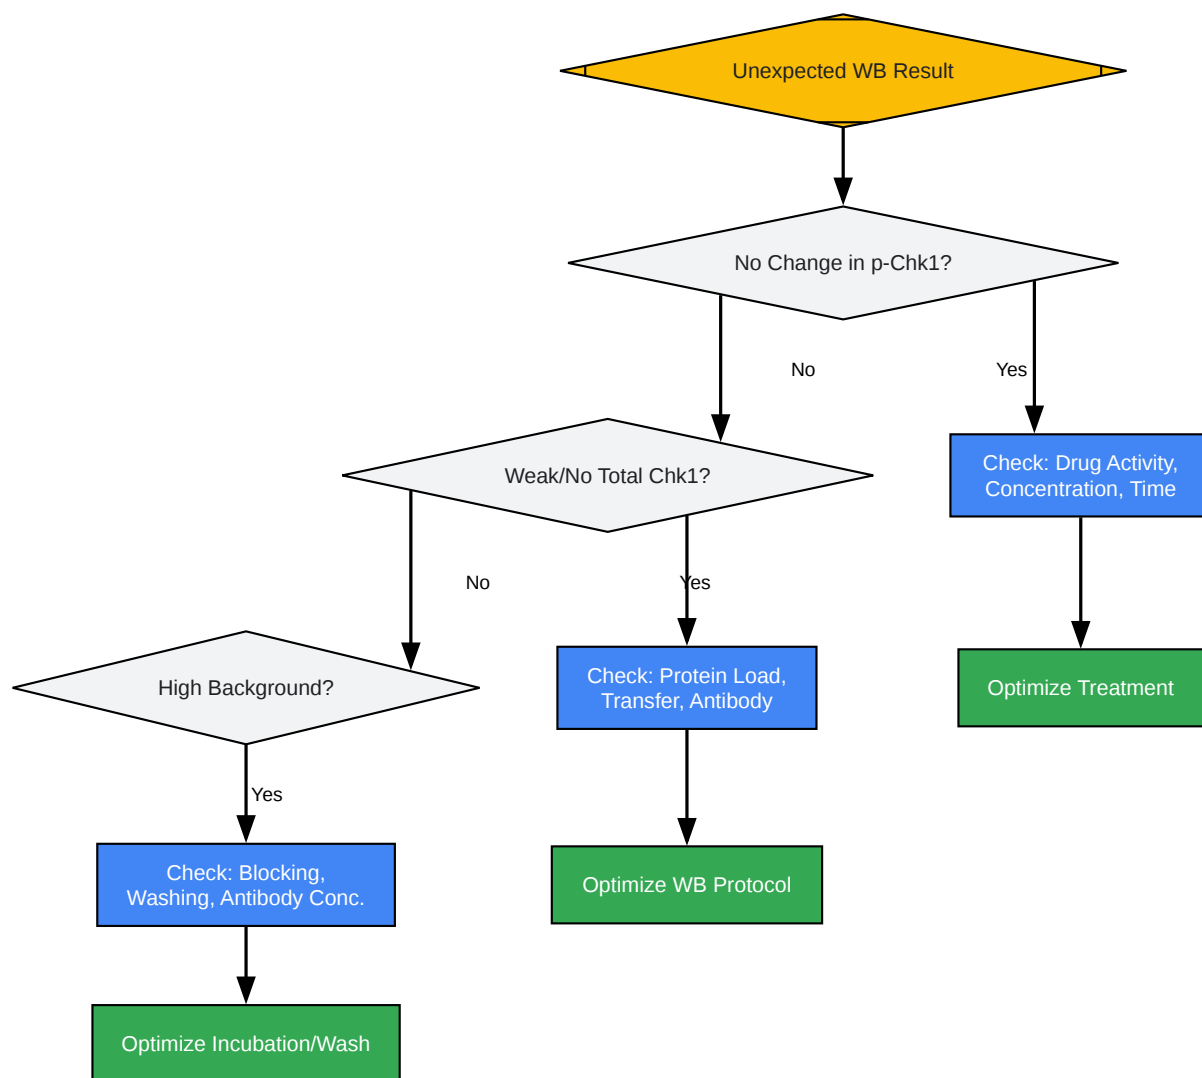 Unexpected WB Result
No Change in p-Chk1?
No
Yes
Check: Drug Activity,
Concentration, Time
Weak/No Total Chk1?
No
Yes
Optimize Treatment
High Background?
Check: Protein Load,
Transfer, Antibody
Yes
Check: Blocking,
Washing, Antibody Conc.
Optimize WB Protocol
Optimize Incubation/Wash